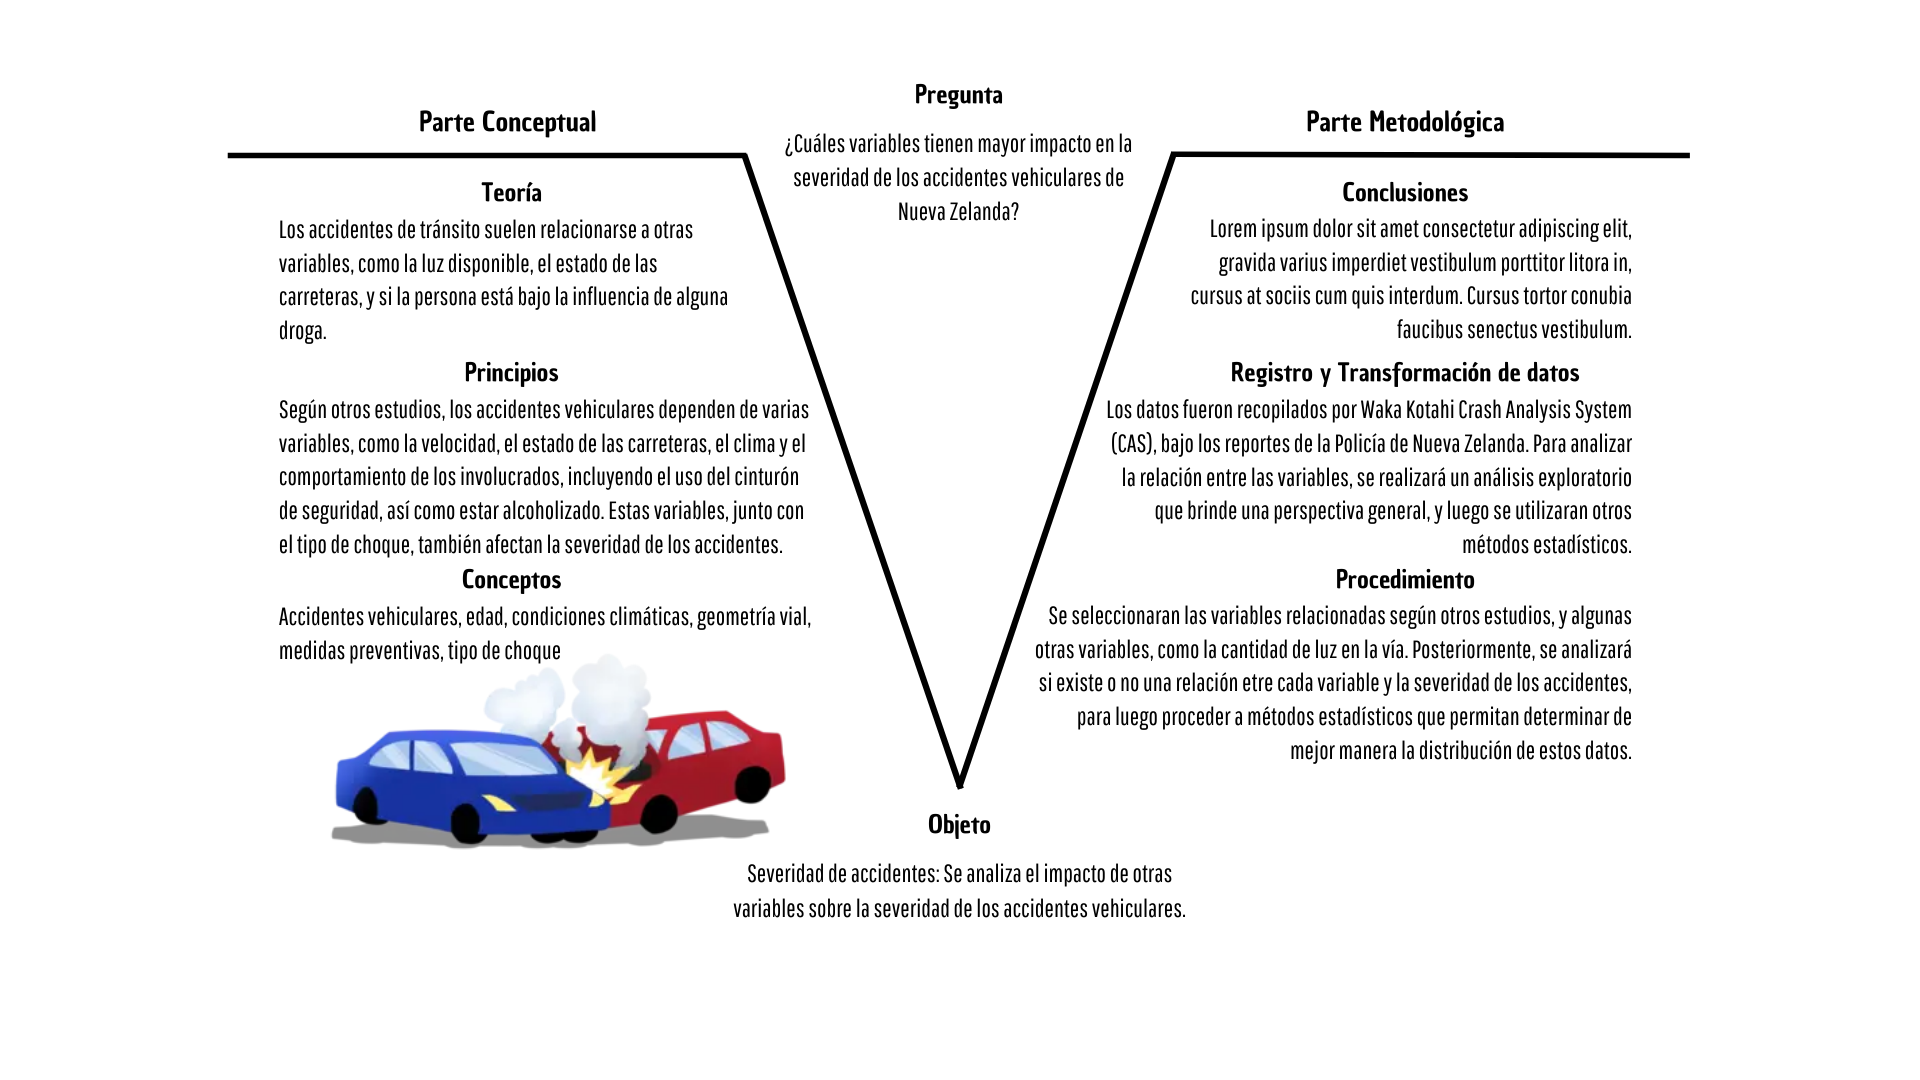 Pregunta
¿Cuáles variables tienen mayor impacto en la
severidad de los accidentes vehiculares de
Nueva Zelanda?
Parte Conceptual
Teoría
Los accidentes de tránsito suelen relacionarse a otras
variables, como la luz disponible, el estado de las
carreteras, y si la persona está bajo la influencia de alguna
droga.
Principios
Según otros estudios, los accidentes vehiculares dependen de varias
variables, como la velocidad, el estado de las carreteras, el clima y el
comportamiento de los involucrados, incluyendo el uso del cinturón
de seguridad, así como estar alcoholizado. Estas variables, junto con
el tipo de choque, también afectan la severidad de los accidentes.
Conceptos
Accidentes vehiculares, edad, condiciones climáticas, geometría vial,
medidas preventivas, tipo de choque
Parte Metodológica
Conclusiones
Lorem ipsum dolor sit amet consectetur adipiscing elit,
gravida varius imperdiet vestibulum porttitor litora in,
cursus at sociis cum quis interdum. Cursus tortor conubia
faucibus senectus vestibulum.
Registro y Transformación de datos
Los datos fueron recopilados por Waka Kotahi Crash Analysis System
(CAS), bajo los reportes de la Policía de Nueva Zelanda. Para analizar
la relación entre las variables, se realizará un análisis exploratorio
que brinde una perspectiva general, y luego se utilizaran otros
métodos estadísticos.
Procedimiento
Se seleccionaran las variables relacionadas según otros estudios, y algunas
otras variables, como la cantidad de luz en la vía. Posteriormente, se analizará
si existe o no una relación etre cada variable y la severidad de los accidentes,
para luego proceder a métodos estadísticos que permitan determinar de
mejor manera la distribución de estos datos.
Objeto
Severidad de accidentes: Se analiza el impacto de otras
variables sobre la severidad de los accidentes vehiculares.